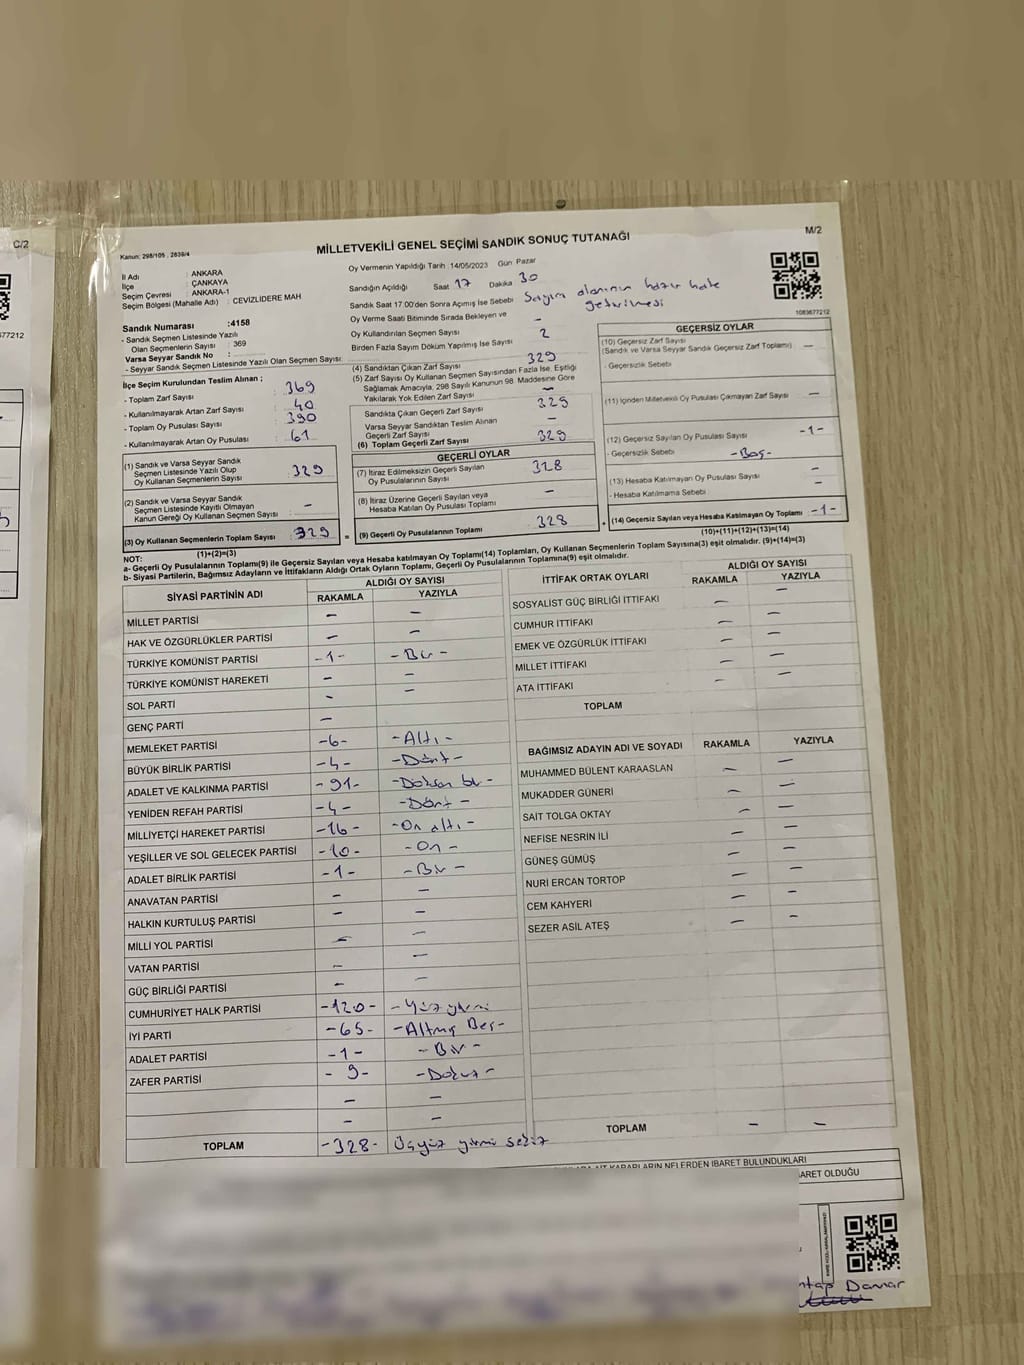 C/2
77212
Kanun: 298/105, 2839/4
MİLLETVEKİLİ GENEL SEÇİMİ SANDIK SONUÇ TUTANAĞI
M/2
İl Adı : ANKARA
İlçe : ÇANKAYA
Seçim Çevresi : ANKARA-1
Seçim Bölgesi (Mahalle Adı) : CEVİZLİDERE MAH
Sandık Numarası :4158
- Sandık Seçmen Listesinde Yazılı
Olan Seçmenlerin Sayısı : 369
Varsa Seyyar Sandık No :
- Seyyar Sandık Seçmen Listesinde Yazılı Olan Seçmen Sayısı:
Oy Vermenin Yapıldığı Tarih :14/05/2023 Gün: Pazar
Sandığın Açıldığı Saat 17 Dakika 30
Sandık Saat 17.00'den Sonra Açımış İse Sebebi Sayım alanının hazır hale getirilmesi
Oy Verme Saati Bitiminde Sırada Bekleyen ve
Oy Kullandırılan Seçmen Sayısı -
Birden Fazla Sayım Döküm Yapılmış İse Sayısı 2
1083677212
İlçe Seçim Kurulundan Teslim Alınan ;
- Toplam Zarf Sayısı : 369
- Kullanılmayarak Artan Zarf Sayısı : 40
- Toplam Oy Pusulası Sayısı : 390
- Kullanılmayarak Artan Oy Pusulası : 61
(4) Sandıktan Çıkan Zarf Sayısı 329
(5) Zarf Sayısı Oy Kullanan Seçmen Sayısından Fazla İse, Eşitliği
Sağlamak Amacıyla, 298 Sayılı Kanunun 98. Maddesine Göre
Yakılarak Yok Edilen Zarf Sayısı -
Sandıkta Çıkan Geçerli Zarf Sayısı 329
Varsa Seyyar Sandıktan Teslim Alınan
Geçerli Zarf Sayısı -
(6) Toplam Geçerli Zarf Sayısı 329
GEÇERSİZ OYLAR
(10) Geçersiz Zarf Sayısı
(Sandık ve Varsa Seyyar Sandık Geçersiz Zarf Toplamı) -
- Geçersizlik Sebebi
(11) İçinden Milletvekili Oy Pusulası Çıkmayan Zarf Sayısı -
(12) Geçersiz Sayılan Oy Pusulası Sayısı -1-
- Geçersizlik Sebebi -Boş-
(13) Hesaba Katılmayan Oy Pusulası Sayısı -
- Hesaba Katılmama Sebebi -
(14) Geçersiz Sayılan veya Hesaba Katılmayan Oy Toplamı -1-
(10)+(11)+(12)+(13)=(14)
(1) Sandık ve Varsa Seyyar Sandık
Seçmen Listesinde Yazılı Olup
Oy Kullanan Seçmen Sayısı : 329
(2) Sandık ve Varsa Seyyar Sandık
Seçmen Listesinde Kayıtlı Olmayan
Kanun Gereği Oy Kullanan Seçmen Sayısı : -
(3) Oy Kullanan Seçmenlerin Toplam Sayısı : 329
(1)+(2)=(3)
GEÇERLİ OYLAR
(7) İtiraz Edilmeksizin Geçerli Sayılan
Oy Pusulalarının Sayısı 328
(8) İtiraz Üzerine Geçerli Sayılan veya
Hesaba Katılan Oy Pusulası Toplamı -
= (9) Geçerli Oy Pusulalarının Toplamı 328 +
NOT:
a- Geçerli Oy Pusulalarının Toplamı(9) ile Geçersiz Sayılan veya Hesaba katılmayan Oy Toplamı(14) Toplamları, Oy Kullanan Seçmenlerin Toplam Sayısına(3) eşit olmalıdır. (9)+(14)=(3)
b- Siyasi Partilerin, Bağımsız Adayların ve İttifakların Aldığı Ortak Oyların Toplamı, Geçerli Oy Pusulalarının Toplamına(9) eşit olmalıdır.
SİYASİ PARTİNİN ADI ALDIĞI OY SAYISI
RAKAMLA YAZIYLA
MİLLET PARTİSİ - -
HAK VE ÖZGÜRLÜKLER PARTİSİ - -
TÜRKİYE KOMÜNİST PARTİSİ -1- -Bir-
TÜRKİYE KOMÜNİST HAREKETİ - -
SOL PARTİ - -
GENÇ PARTİ -
MEMLEKET PARTİSİ -6- -Altı-
BÜYÜK BİRLİK PARTİSİ -4- -Dört-
ADALET VE KALKINMA PARTİSİ -91- -Doksan bir-
YENİDEN REFAH PARTİSİ -4- -Dört-
MİLLİYETÇİ HAREKET PARTİSİ -16- -On altı-
YEŞİLLER VE SOL GELECEK PARTİSİ -10- -On-
ADALET BİRLİK PARTİSİ -1- -Bir-
ANAVATAN PARTİSİ - -
HALKIN KURTULUŞ PARTİSİ - -
MİLLİ YOL PARTİSİ - -
VATAN PARTİSİ - -
GÜÇ BİRLİĞİ PARTİSİ - -
CUMHURİYET HALK PARTİSİ -120- -Yüz yirmi
İYİ PARTİ -65- -Altmış Beş-
ADALET PARTİSİ -1- -Bir-
ZAFER PARTİSİ -9- -Dokuz-
- -
- -
TOPLAM -328- Üçyüz yirmi sekiz
İTTİFAK ORTAK OYLARI ALDIĞI OY SAYISI
RAKAMLA YAZIYLA
SOSYALİST GÜÇ BİRLİĞİ İTTİFAKI - -
CUMHUR İTTİFAKI - -
EMEK VE ÖZGÜRLÜK İTTİFAKI - -
MİLLET İTTİFAKI - -
ATA İTTİFAKI - -
TOPLAM
BAĞIMSIZ ADAYIN ADI VE SOYADI RAKAMLA YAZIYLA
MUHAMMED BÜLENT KARAASLAN - -
MUKADDER GÜNERİ - -
SAİT TOLGA OKTAY - -
NEFİSE NESRİN İLİ - -
GÜNEŞ GÜMÜŞ - -
NURİ ERCAN TORTOP - -
CEM KAHYERİ - -
SEZER ASİL ATEŞ - -
TOPLAM - -
NELERDEN İBARET BULUNDUKLARI
ARET OLDUĞU
Damar